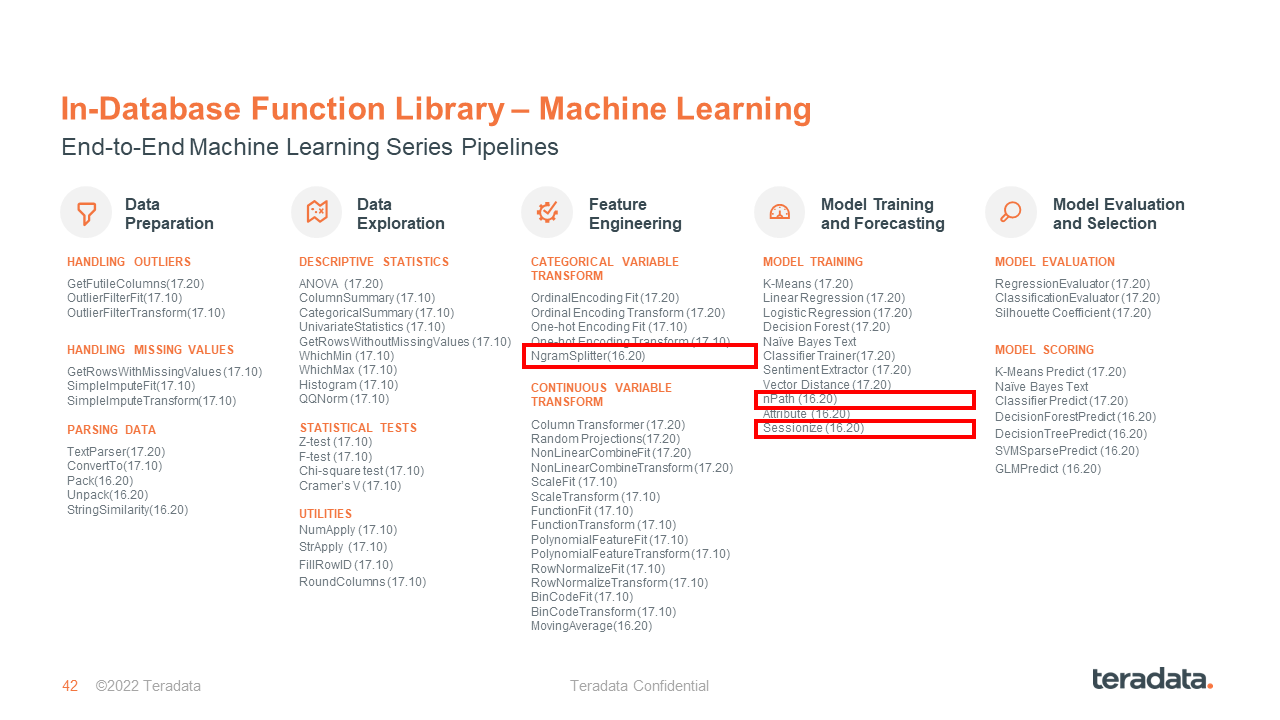 In-Database Function Library – Machine Learning
End-to-End Machine Learning Series Pipelines
Data
Preparation
HANDLING OUTLIERS
GetFutileColumns(17.20)
OutlierFilterFit(17.10)
OutlierFilterTransform(17.10)
HANDLING MISSING VALUES
GetRowsWithMissingValues (17.10)
SimpleImputeFit(17.10)
SimpleImputeTransform(17.10)
PARSING DATA
TextParser(17.20)
ConvertTo(17.10)
Pack(16.20)
Unpack(16.20)
StringSimilarity(16.20)
Data
Exploration
DESCRIPTIVE STATISTICS
ANOVA (17.20)
ColumnSummary (17.10)
CategoricalSummary (17.10)
UnivariateStatistics (17.10)
GetRowsWithoutMissingValues (17.10)
WhichMin (17.10)
WhichMax (17.10)
Histogram (17.10)
QQNorm (17.10)
STATISTICAL TESTS
Z-test (17.10)
F-test (17.10)
Chi-square test (17.10)
Cramer's V (17.10)
UTILITIES
NumApply (17.10)
StrApply (17.10)
FillRowID (17.10)
RoundColumns (17.10)
Feature
Engineering
CATEGORICAL VARIABLE
TRANSFORM
OrdinalEncoding Fit (17.20)
Ordinal Encoding Transform (17.20)
One-hot Encoding Fit (17.10)
One-hot Encoding Transform (17.10)
NgramSplitter(16.20)
CONTINUOUS VARIABLE
TRANSFORM
Column Transformer (17.20)
Random Projections(17.20)
NonLinearCombineFit (17.20)
NonLinearCombineTransform (17.20)
ScaleFit (17.10)
ScaleTransform (17.10)
FunctionFit (17.10)
FunctionTransform (17.10)
PolynomialFeatureFit (17.10)
PolynomialFeatureTransform (17.10)
RowNormalizeFit (17.10)
RowNormalizeTransform (17.10)
BinCodeFit (17.10)
BinCodeTransform (17.10)
MovingAverage(16.20)
Model Training
and Forecasting
MODEL TRAINING
K-Means (17.20)
Linear Regression (17.20)
Logistic Regression (17.20)
Decision Forest (17.20)
Naïve Bayes Text
Classifier Trainer(17.20)
Sentiment Extractor (17.20)
Vector Distance (17.20)
nPath (16.20)
Attribute (16.20)
Sessionize (16.20)
Model Evaluation
and Selection
MODEL EVALUATION
RegressionEvaluator (17.20)
ClassificationEvaluator (17.20)
Silhouette Coefficient (17.20)
MODEL SCORING
K-Means Predict (17.20)
Naïve Bayes Text
Classifier Predict (17.20)
DecisionForestPredict (16.20)
DecisionTreePredict (16.20)
SVMSparsePredict (16.20)
GLMPredict (16.20)
42 ©2022 Teradata
Teradata Confidential
teradata.